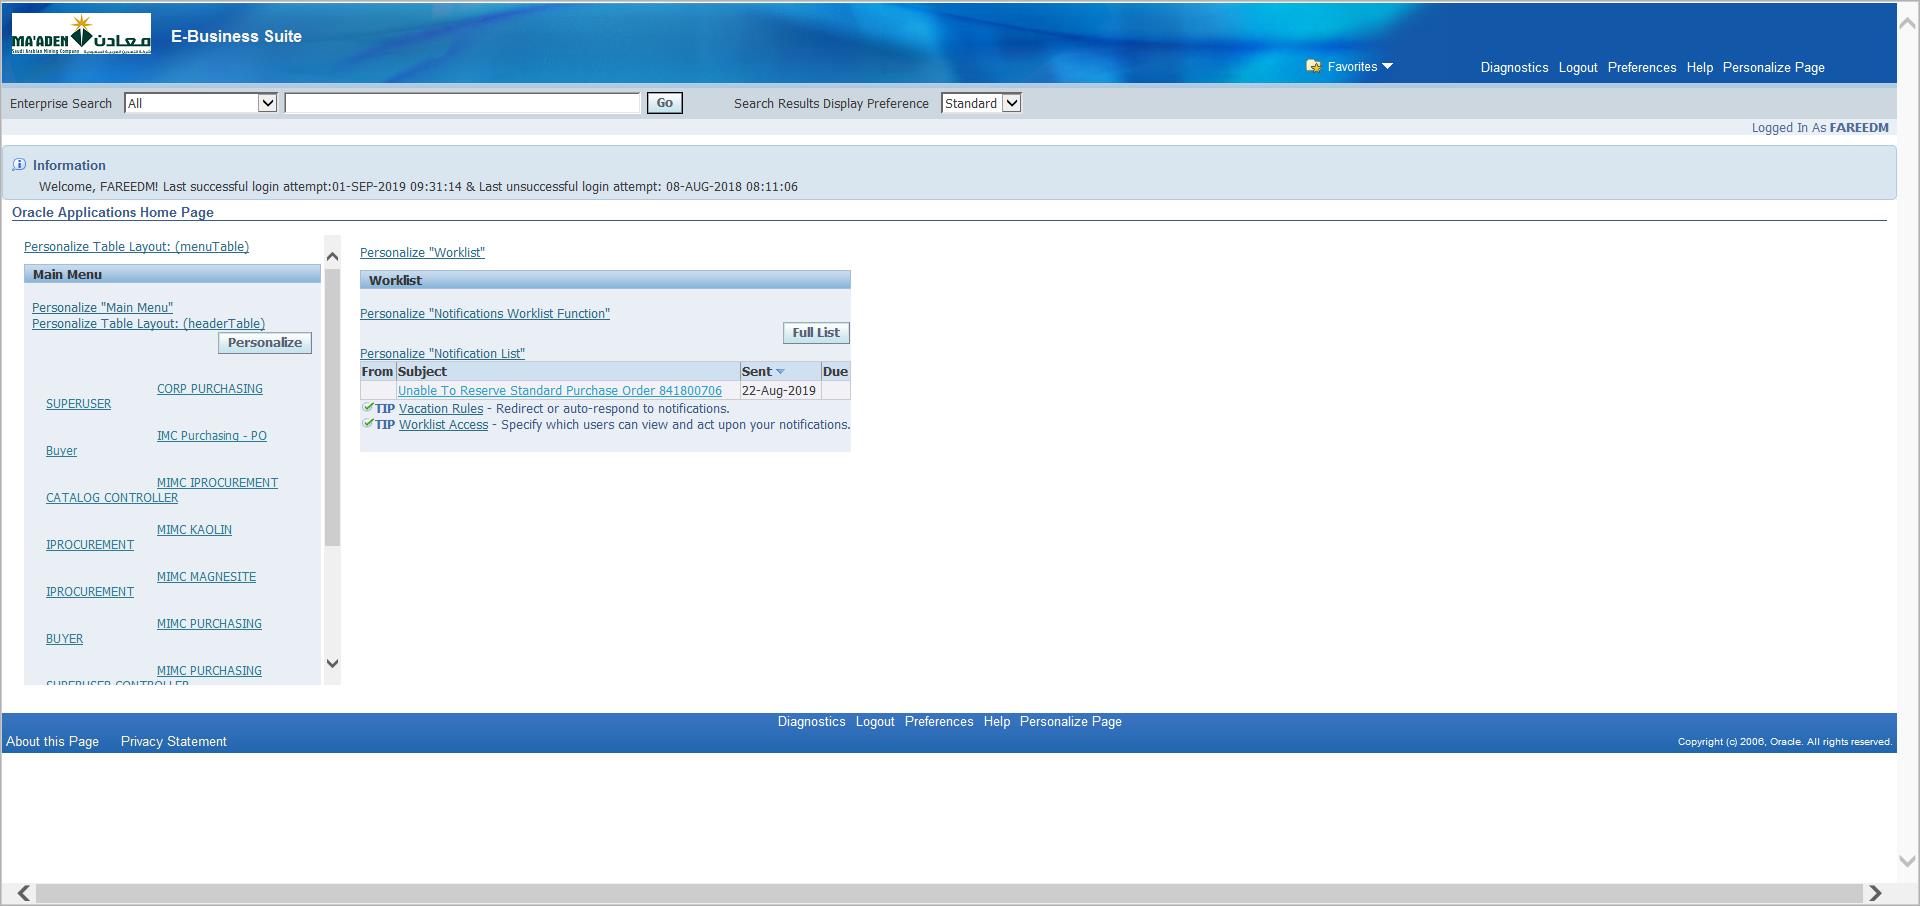 MA'ADEN معادن
Saudi Arabian Mining Company
E-Business Suite
Favorites
Diagnostics Logout Preferences Help Personalize Page
Enterprise Search All Go Search Results Display Preference Standard
Logged In As FAREEDM
Information
Welcome, FAREEDM! Last successful login attempt:01-SEP-2019 09:31:14 & Last unsuccessful login attempt: 08-AUG-2018 08:11:06
Oracle Applications Home Page
Personalize Table Layout: (menuTable)
Main Menu
Personalize "Main Menu"
Personalize Table Layout: (headerTable)
Personalize
CORP PURCHASING
SUPERUSER
IMC Purchasing - PO
Buyer
MIMC IPROCUREMENT
CATALOG CONTROLLER
MIMC KAOLIN
IPROCUREMENT
MIMC MAGNESITE
IPROCUREMENT
MIMC PURCHASING
BUYER
MIMC PURCHASING
SUPERUSER CONTROLLER
Personalize "Worklist"
Worklist
Personalize "Notifications Worklist Function"
Full List
Personalize "Notification List"
From Subject Sent Due
Unable To Reserve Standard Purchase Order 841800706 22-Aug-2019
TIP Vacation Rules - Redirect or auto-respond to notifications.
TIP Worklist Access - Specify which users can view and act upon your notifications.
Diagnostics Logout Preferences Help Personalize Page
About this Page Privacy Statement
Copyright (c) 2006, Oracle. All rights reserved.